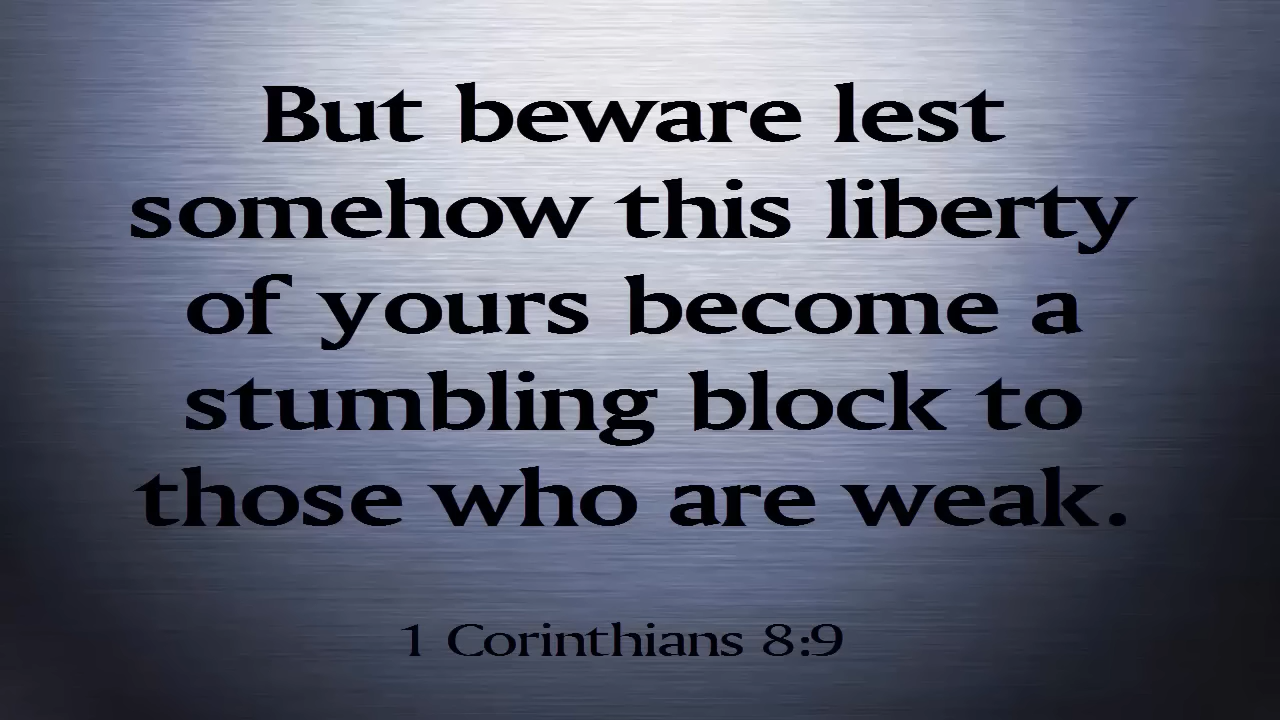 But beware lest
somehow this liberty
of yours become a
stumbling block to
those who are weak.
1 Corinthians 8:9